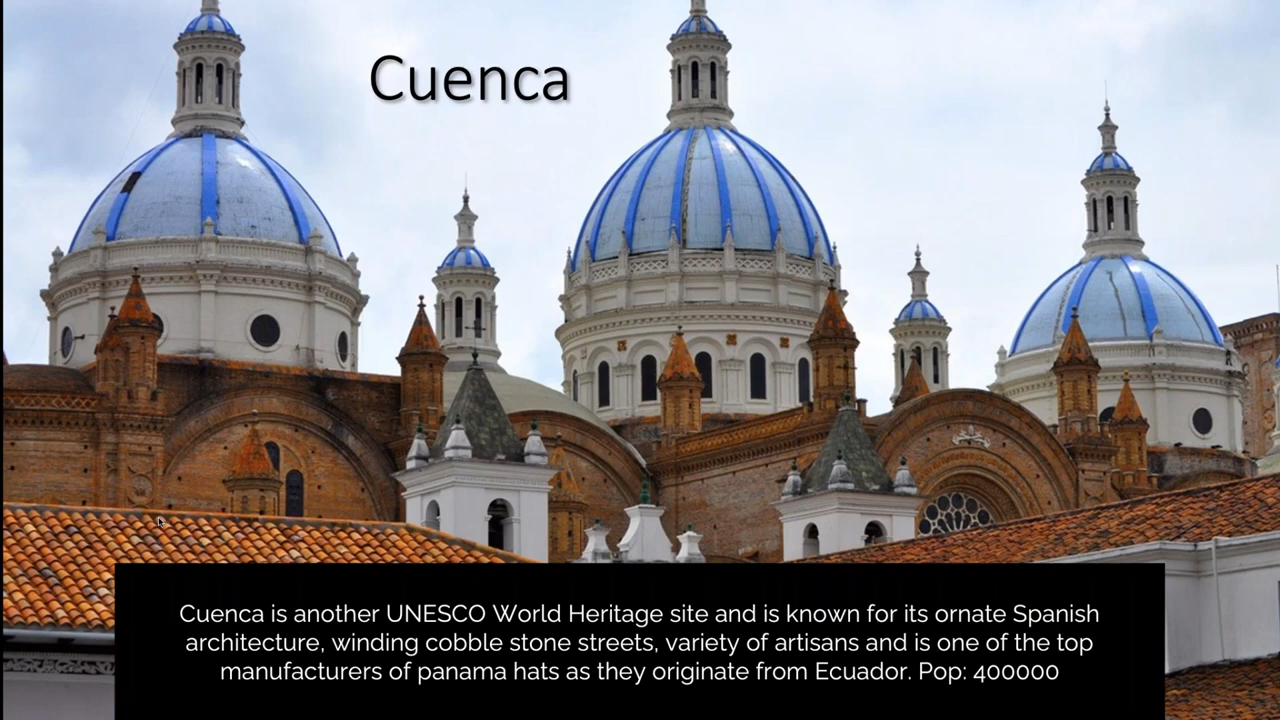 Cuenca
Cuenca is another UNESCO World Heritage site and is known for its ornate Spanish
architecture, winding cobble stone streets, variety of artisans and is one of the top
manufacturers of panama hats as they originate from Ecuador. Pop: 400000